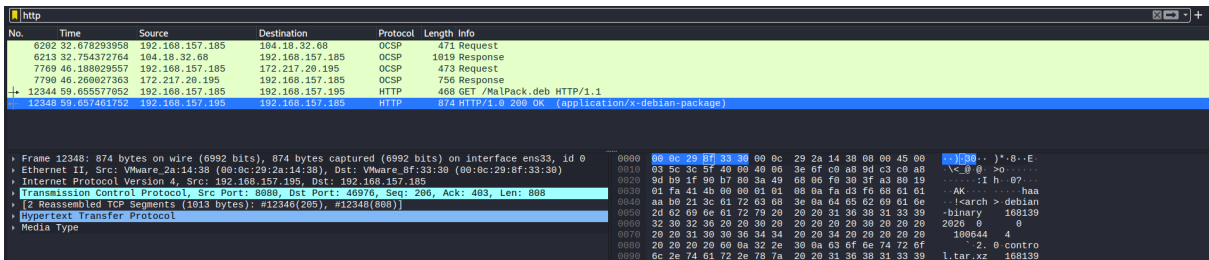 http
No. Time Source Destination Protocol Length Info
6202 32.678293958 192.168.157.185 104.18.32.68 OCSP 471 Request
6213 32.754372764 104.18.32.68 192.168.157.185 OCSP 1019 Response
7769 46.188029557 192.168.157.185 172.217.20.195 OCSP 473 Request
7790 46.260027363 172.217.20.195 192.168.157.185 OCSP 756 Response
12344 59.655577052 192.168.157.185 192.168.157.195 HTTP 468 GET /MalPack.deb HTTP/1.1
12348 59.657461752 192.168.157.195 192.168.157.185 HTTP 874 HTTP/1.0 200 OK (application/x-debian-package)
Frame 12348: 874 bytes on wire (6992 bits), 874 bytes captured (6992 bits) on interface ens33, id 0
Ethernet II, Src: VMware_2a:14:38 (00:0c:29:2a:14:38), Dst: VMware_8f:33:30 (00:0c:29:8f:33:30)
Internet Protocol Version 4, Src: 192.168.157.195, Dst: 192.168.157.185
Transmission Control Protocol, Src Port: 8080, Dst Port: 46976, Seq: 206, Ack: 403, Len: 808
[2 Reassembled TCP Segments (1013 bytes): #12346(205), #12348(808)]
Hypertext Transfer Protocol
Media Type
0000 00 0c 29 8f 33 30 00 0c 29 2a 14 38 08 00 45 00 ··)·30·· )*·8··E·
0010 03 5c 3c 5f 40 00 40 06 3e 6f c0 a8 9d c3 c0 a8 ·\<_@·@· >o······
0020 9d b9 1f 90 b7 80 3a 49 68 06 f0 30 3f a3 80 19 ······:I h··0?···
0030 01 fa 41 4b 00 00 01 01 08 0a fa d3 f6 68 61 61 ··AK···· ·····haa
0040 aa b0 21 3c 61 72 63 68 3e 0a 64 65 62 69 61 6e ··!<arch >·debian
0050 2d 62 69 6e 61 72 79 20 20 20 31 36 38 31 33 39 -binary 168139
0060 32 30 32 36 20 20 30 20 20 20 20 20 30 20 20 20 2026 0 0
0070 20 20 31 30 30 36 34 34 20 20 34 20 20 20 20 20 100644 4
0080 20 20 20 20 60 0a 32 2e 30 0a 63 6f 6e 74 72 6f `·2. 0·contro
0090 6c 2e 74 61 72 2e 78 7a 20 20 31 36 38 31 33 39 l.tar.xz 168139